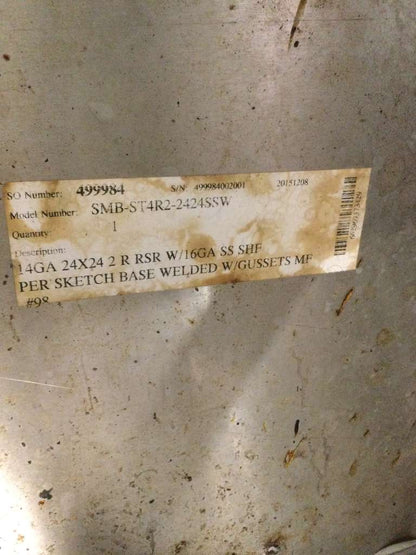 SO Number: 499984 S/N: 499984002001 20151208
Model Number: SMB-ST4R2-2424SSW
Quantity: 1
Description:
14GA 24X24 2 R RSR W/16GA SS SHF
PER SKETCH BASE WELDED W/GUSSETS MF
#98